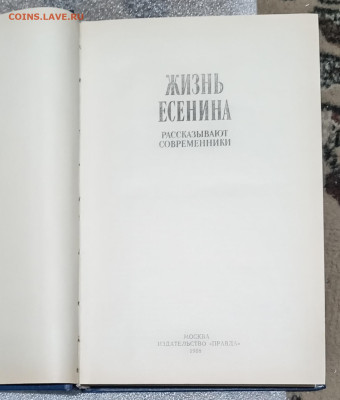 COINS.LAVE.RU
ЖИЗНЬ
ЕСЕНИНА
РАССКАЗЫВАЮТ
СОВРЕМЕННИКИ
МОСКВА
ИЗДАТЕЛЬСТВО «ПРАВДА»